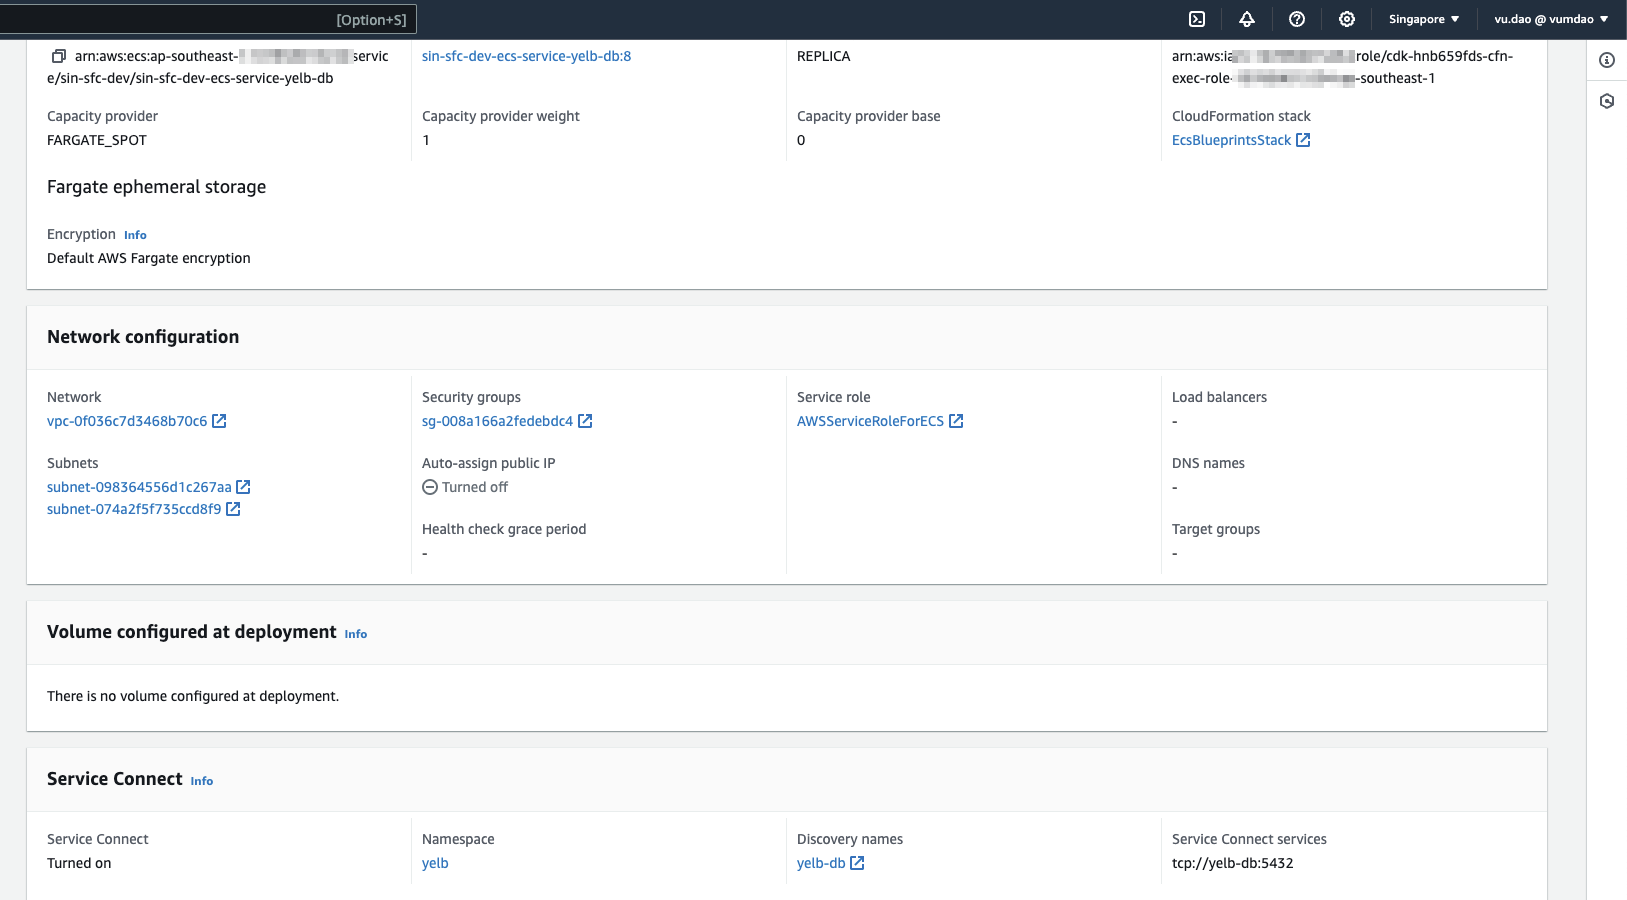 [Option+S]
Singapore
vu.dao @ vumdao
arn:aws:ecs:ap-southeast- servic
e/sin-sfc-dev/sin-sfc-dev-ecs-service-yelb-db
sin-sfc-dev-ecs-service-yelb-db:8
REPLICA
arn:aws:ia role/cdk-hnb659fds-cfn-
exec-role- -southeast-1
Capacity provider
FARGATE_SPOT
Capacity provider weight
1
Capacity provider base
0
CloudFormation stack
EcsBlueprintsStack
Fargate ephemeral storage
Encryption Info
Default AWS Fargate encryption
Network configuration
Network
vpc-0f036c7d3468b70c6
Subnets
subnet-098364556d1c267aa
subnet-074a2f5f735ccd8f9
Security groups
sg-008a166a2fedebdc4
Auto-assign public IP
Turned off
Health check grace period
-
Service role
AWSServiceRoleForECS
Load balancers
-
DNS names
-
Target groups
-
Volume configured at deployment Info
There is no volume configured at deployment.
Service Connect Info
Service Connect
Turned on
Namespace
yelb
Discovery names
yelb-db
Service Connect services
tcp://yelb-db:5432